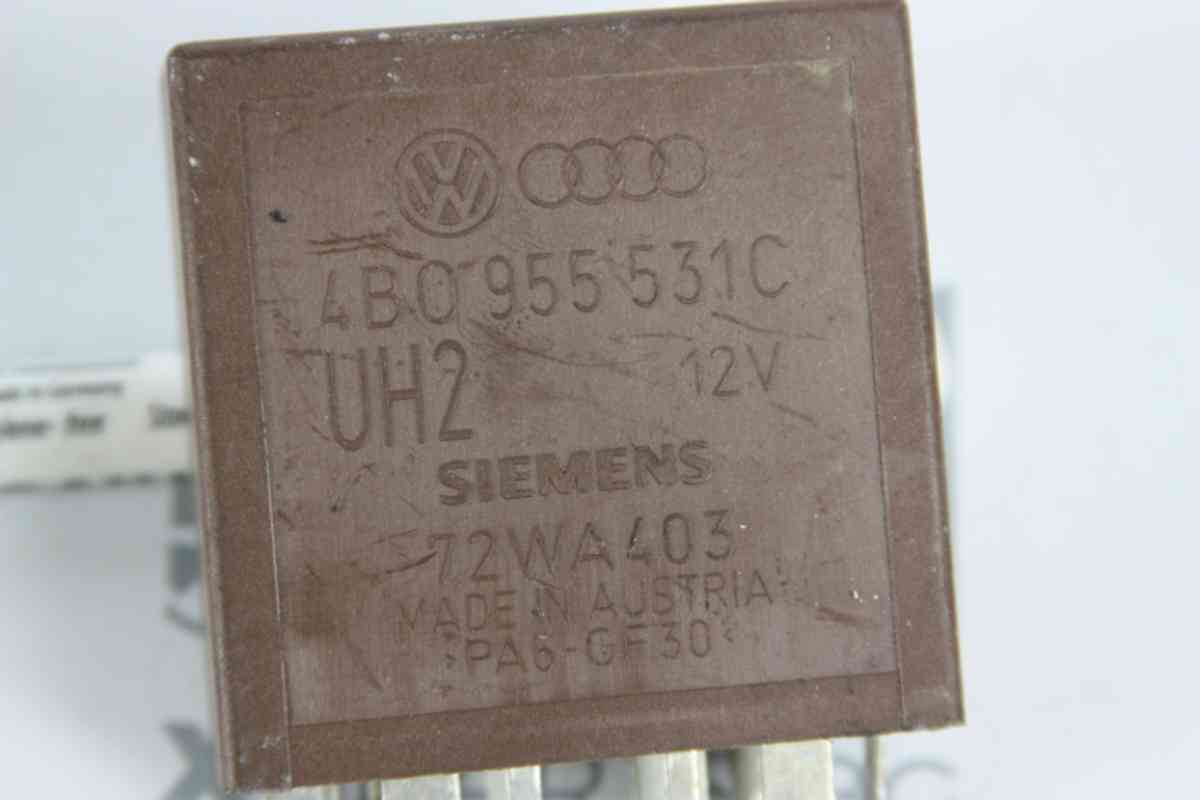 4B0 955 531C
UH2 12V
SIEMENS
72WA403
MADE IN AUSTRIA
>PA6-GF30<